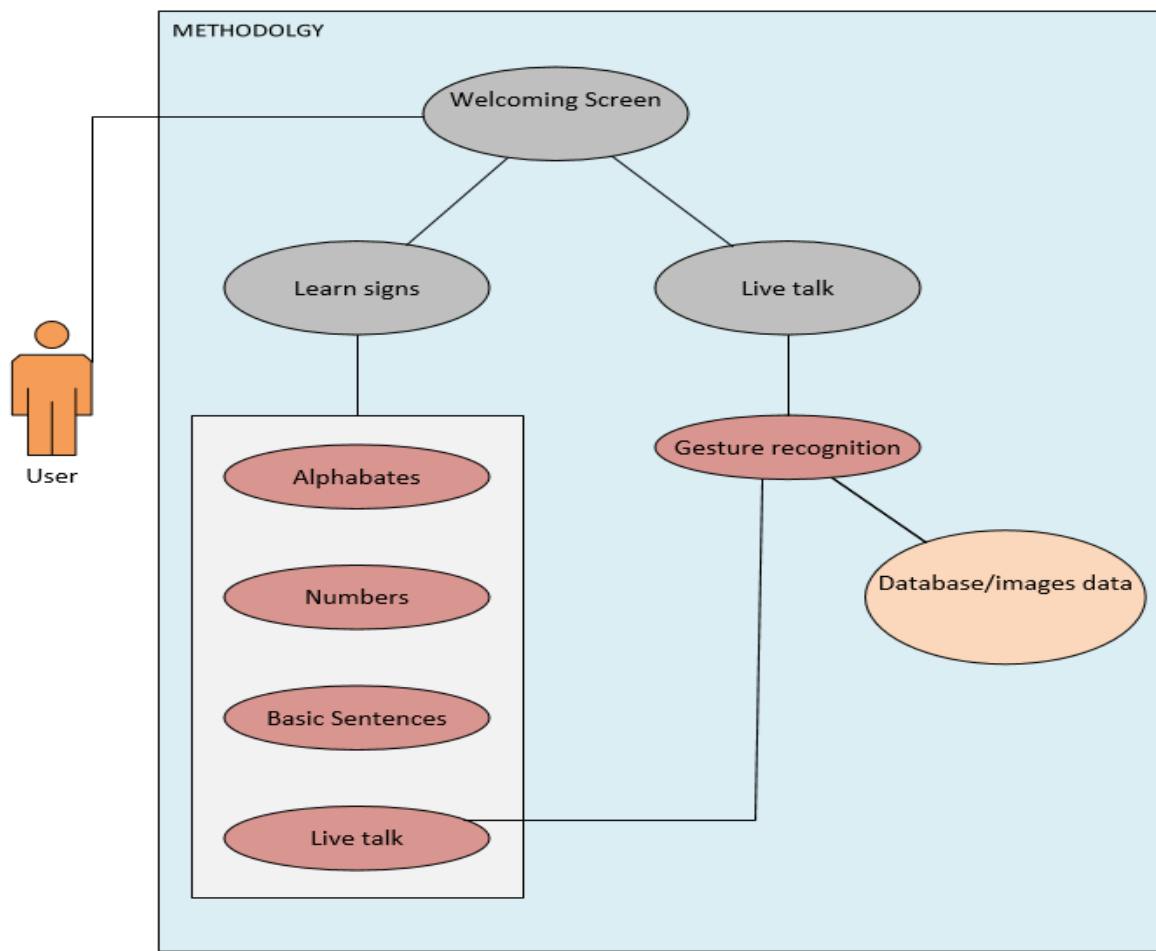 METHODOLGY
Welcoming Screen
Learn signs
Live talk
User
Alphabates
Gesture recognition
Numbers
Database/images data
Basic Sentences
Live talk